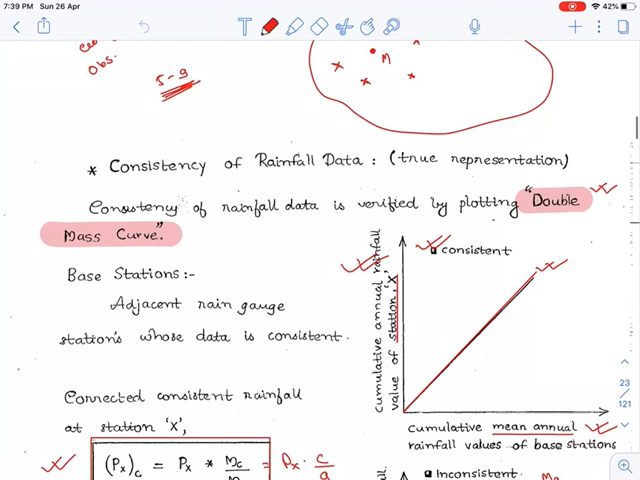 7:39 PM Sun 26 Apr
42%
Obs.
5-9
M
* Consistency of Rainfall Data : (true representation)
Consistency of rainfall data is verified by plotting "Double
Mass Curve".
Base Stations :-
Adjacent rain gauge
station's whose data is consistent.
Corrected consistent rainfall
at station 'x',
(Px)c = Px * Mc = Px . c/a
cumulative annual rainfall
value of station, 'x'
consistent
cumulative mean annual
rainfall values of base stations
Inconsistent
23
/
121